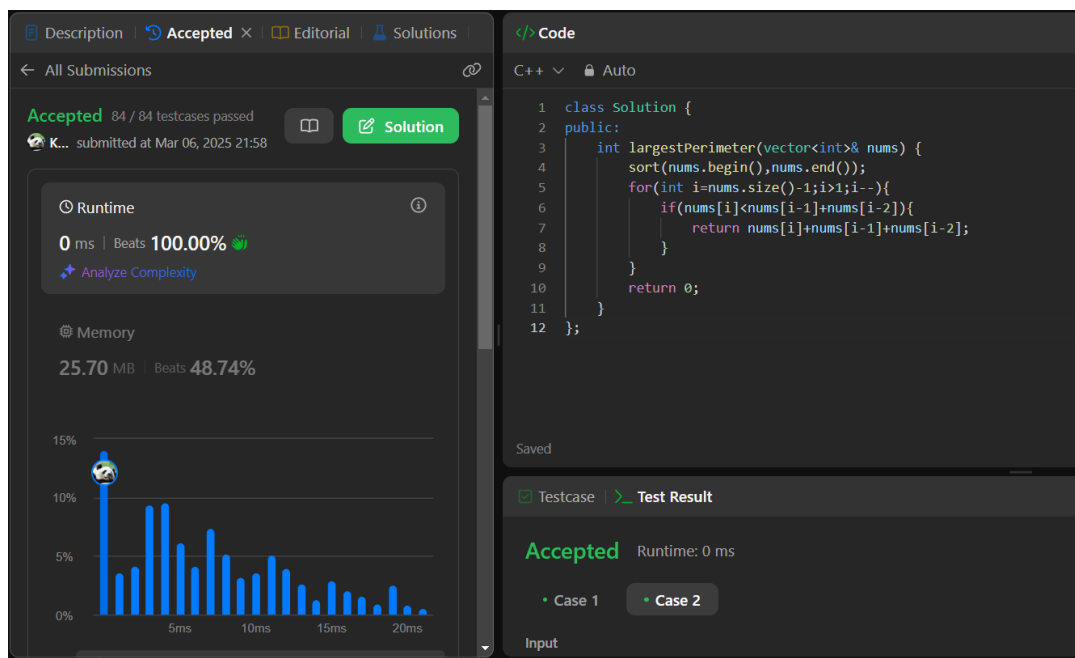 Description Accepted Editorial Solutions
All Submissions
Accepted 84 / 84 testcases passed
K... submitted at Mar 06, 2025 21:58
Solution
Runtime
0 ms | Beats 100.00%
Analyze Complexity
Memory
25.70 MB | Beats 48.74%
15%
10%
5%
0%
5ms 10ms 15ms 20ms
</> Code
C++ Auto
1 class Solution {
2 public:
3 int largestPerimeter(vector<int>& nums) {
4 sort(nums.begin(),nums.end());
5 for(int i=nums.size()-1;i>1;i--){
6 if(nums[i]<nums[i-1]+nums[i-2]){
7 return nums[i]+nums[i-1]+nums[i-2];
8 }
9 }
10 return 0;
11 }
12 };
Saved
Testcase >_ Test Result
Accepted Runtime: 0 ms
• Case 1 • Case 2
Input